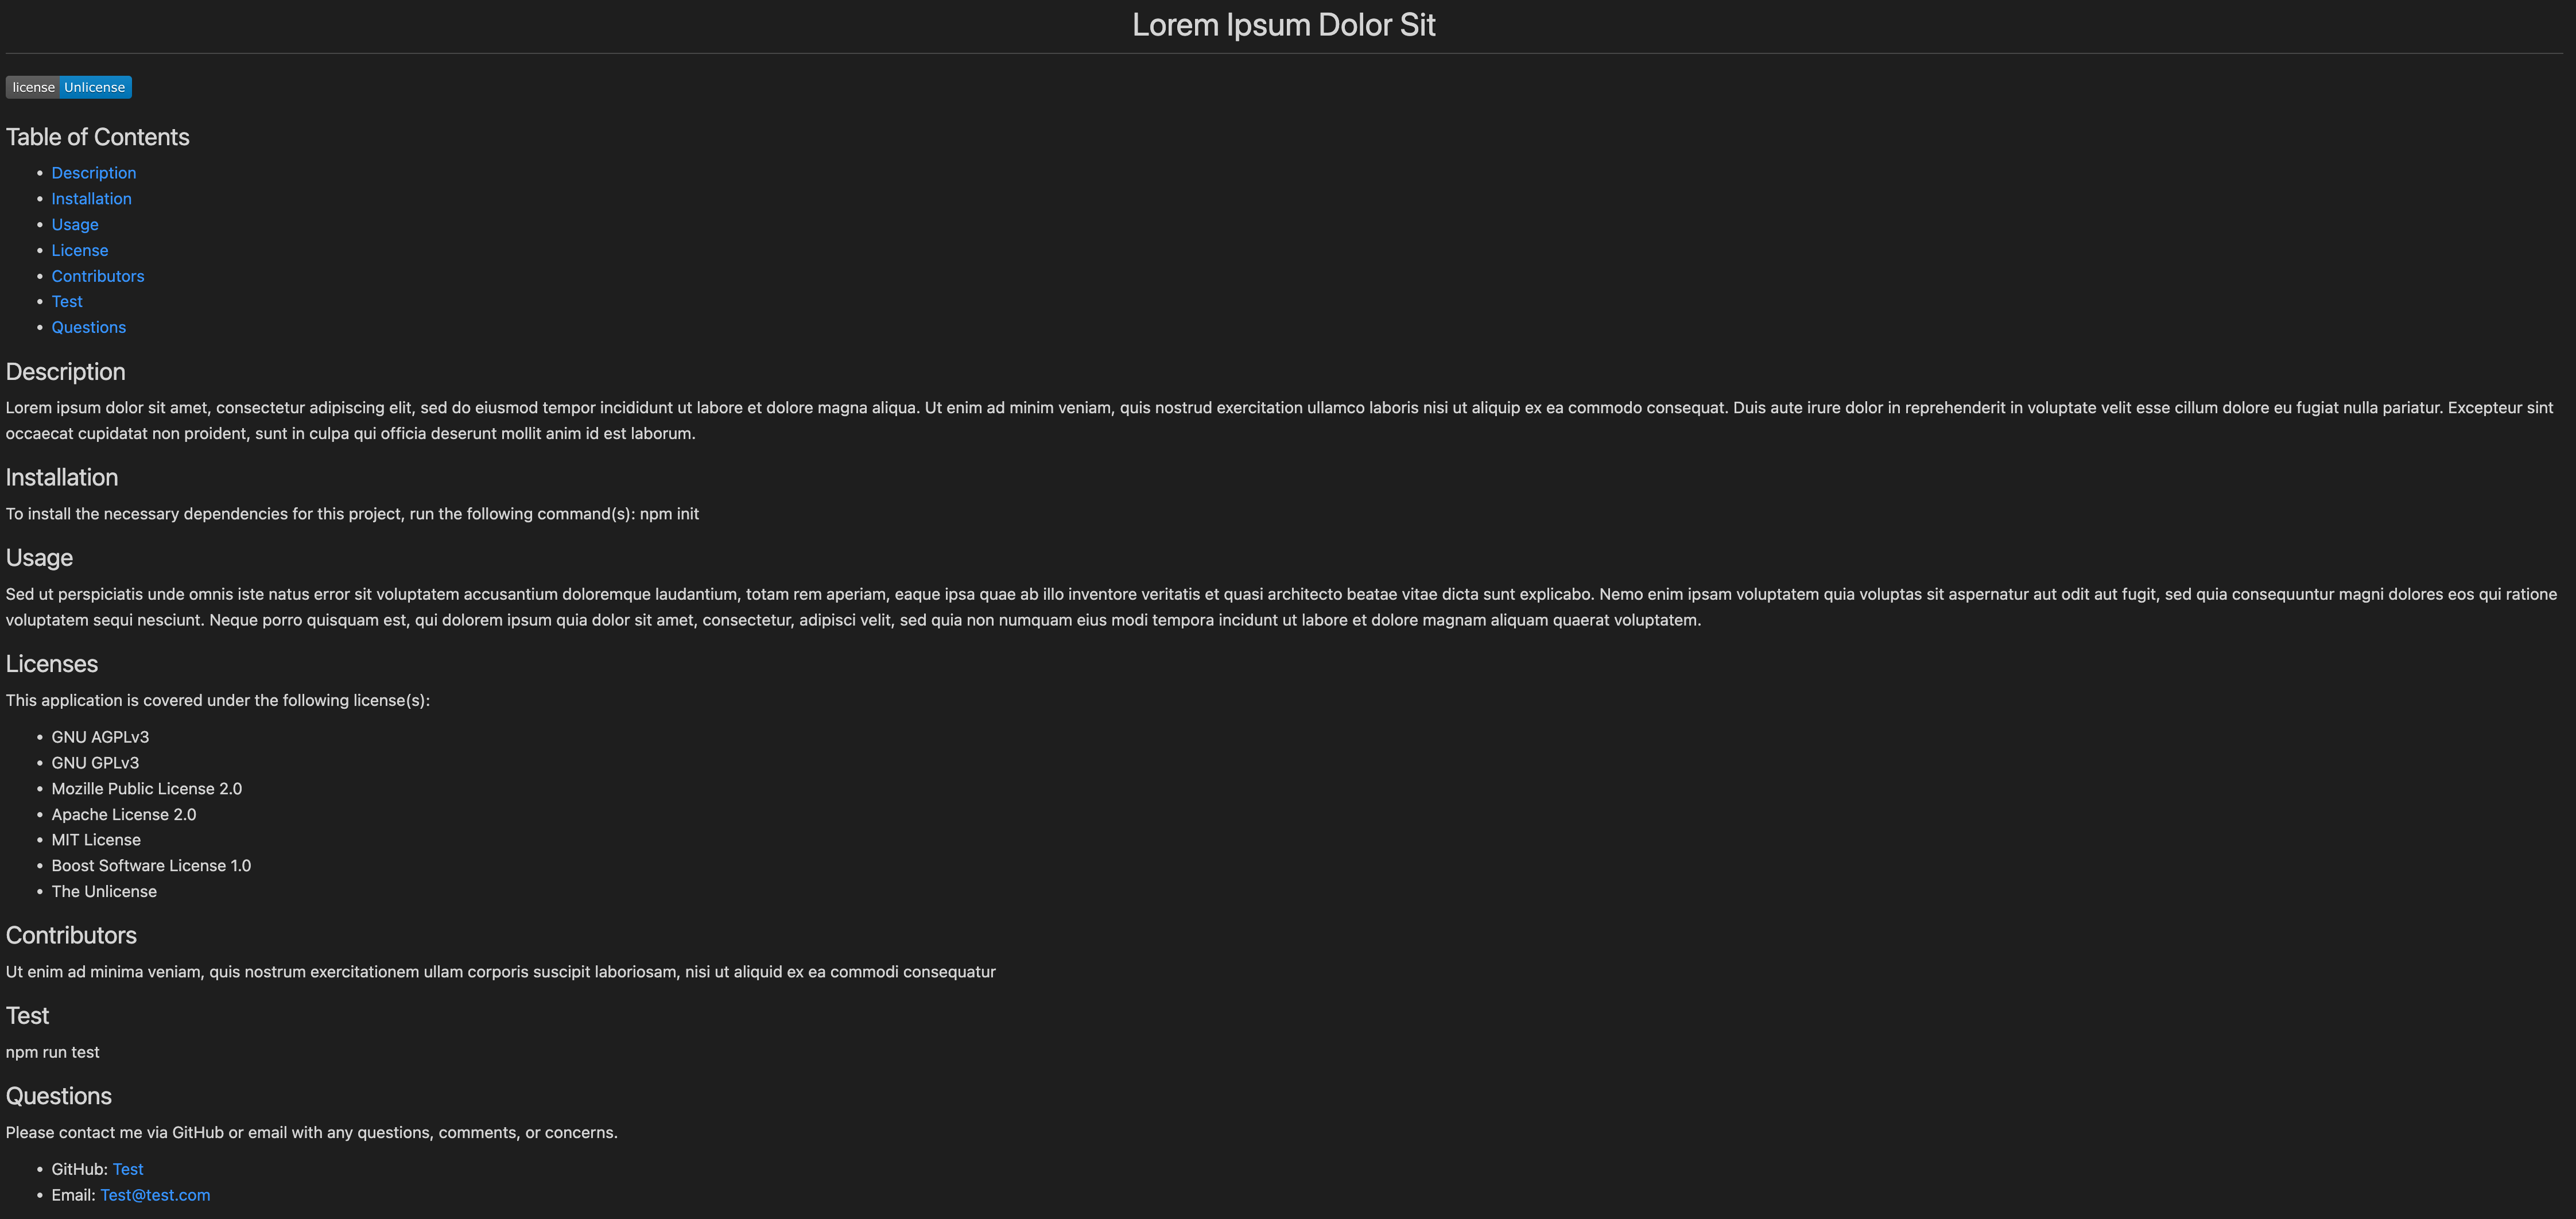 Lorem Ipsum Dolor Sit
license Unlicense
Table of Contents
• Description
• Installation
• Usage
• License
• Contributors
• Test
• Questions
Description
Lorem ipsum dolor sit amet, consectetur adipiscing elit, sed do eiusmod tempor incididunt ut labore et dolore magna aliqua. Ut enim ad minim veniam, quis nostrud exercitation ullamco laboris nisi ut aliquip ex ea commodo consequat. Duis aute irure dolor in reprehenderit in voluptate velit esse cillum dolore eu fugiat nulla pariatur. Excepteur sint
occaecat cupidatat non proident, sunt in culpa qui officia deserunt mollit anim id est laborum.
Installation
To install the necessary dependencies for this project, run the following command(s): npm init
Usage
Sed ut perspiciatis unde omnis iste natus error sit voluptatem accusantium doloremque laudantium, totam rem aperiam, eaque ipsa quae ab illo inventore veritatis et quasi architecto beatae vitae dicta sunt explicabo. Nemo enim ipsam voluptatem quia voluptas sit aspernatur aut odit aut fugit, sed quia consequuntur magni dolores eos qui ratione
voluptatem sequi nesciunt. Neque porro quisquam est, qui dolorem ipsum quia dolor sit amet, consectetur, adipisci velit, sed quia non numquam eius modi tempora incidunt ut labore et dolore magnam aliquam quaerat voluptatem.
Licenses
This application is covered under the following license(s):
• GNU AGPLv3
• GNU GPLv3
• Mozille Public License 2.0
• Apache License 2.0
• MIT License
• Boost Software License 1.0
• The Unlicense
Contributors
Ut enim ad minima veniam, quis nostrum exercitationem ullam corporis suscipit laboriosam, nisi ut aliquid ex ea commodi consequatur
Test
npm run test
Questions
Please contact me via GitHub or email with any questions, comments, or concerns.
• GitHub: Test
• Email: Test@test.com